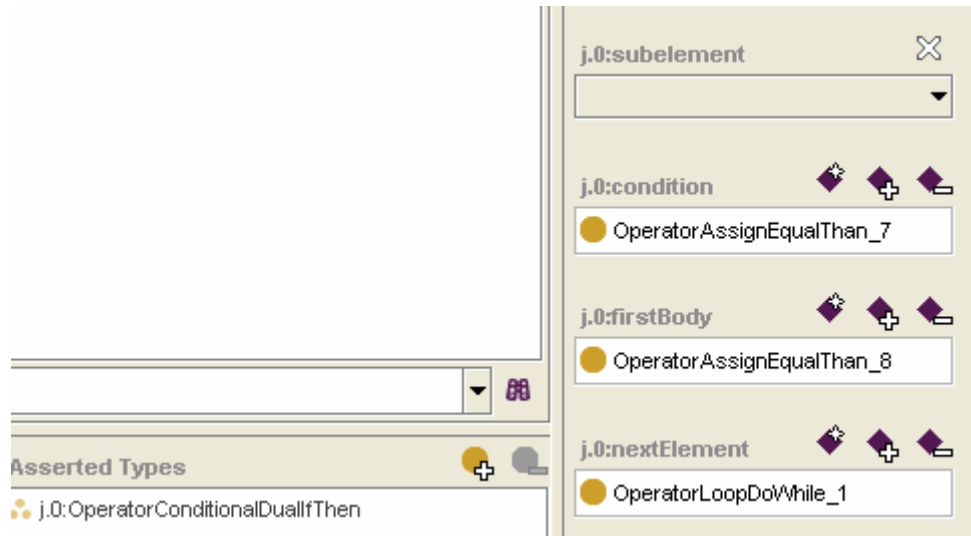 j.0:subelement
j.0:condition
OperatorAssignEqualThan_7
j.0:firstBody
OperatorAssignEqualThan_8
j.0:nextElement
OperatorLoopDoWhile_1
Asserted Types
j.0:OperatorConditionalDualIfThen